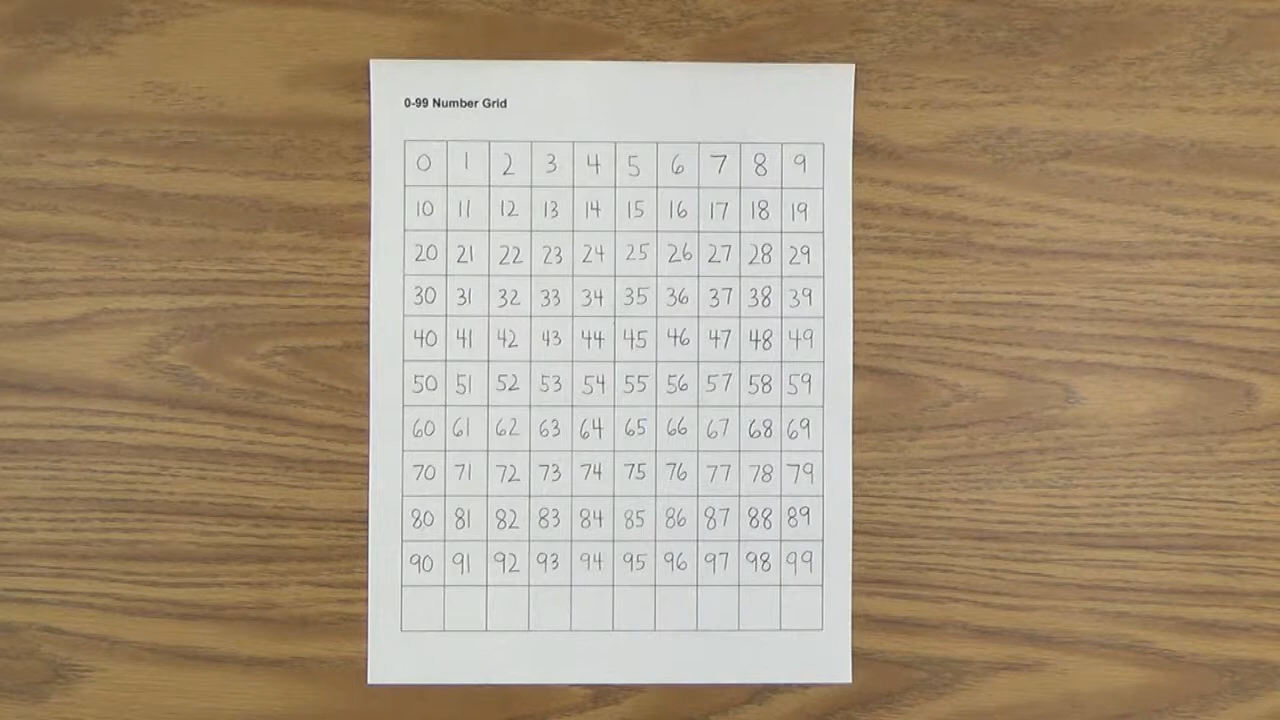 0-99 Number Grid
0 1 2 3 4 5 6 7 8 9
10 11 12 13 14 15 16 17 18 19
20 21 22 23 24 25 26 27 28 29
30 31 32 33 34 35 36 37 38 39
40 41 42 43 44 45 46 47 48 49
50 51 52 53 54 55 56 57 58 59
60 61 62 63 64 65 66 67 68 69
70 71 72 73 74 75 76 77 78 79
80 81 82 83 84 85 86 87 88 89
90 91 92 93 94 95 96 97 98 99